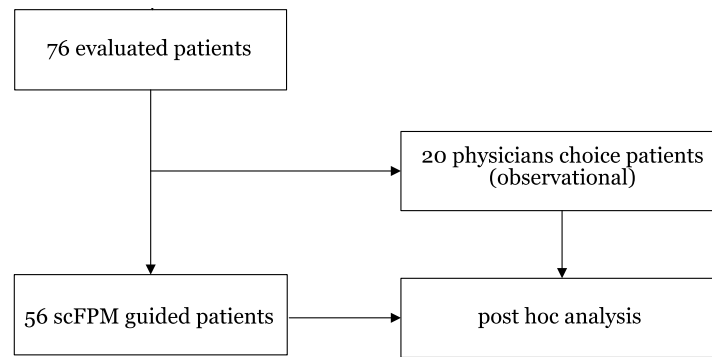 76 evaluated patients
20 physicians choice patients
(observational)
56 scFPM guided patients
post hoc analysis